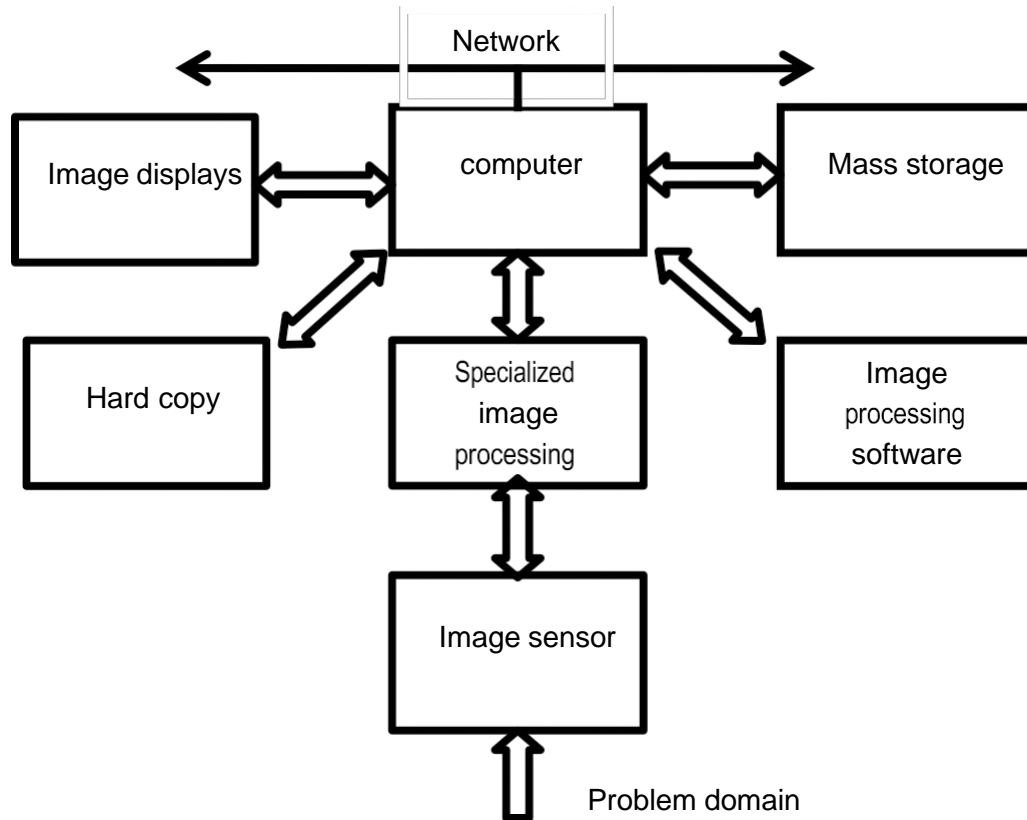 Network
Image displays
computer
Mass storage
Hard copy
Specialized
image
processing
Image
processing
software
Image sensor
Problem domain